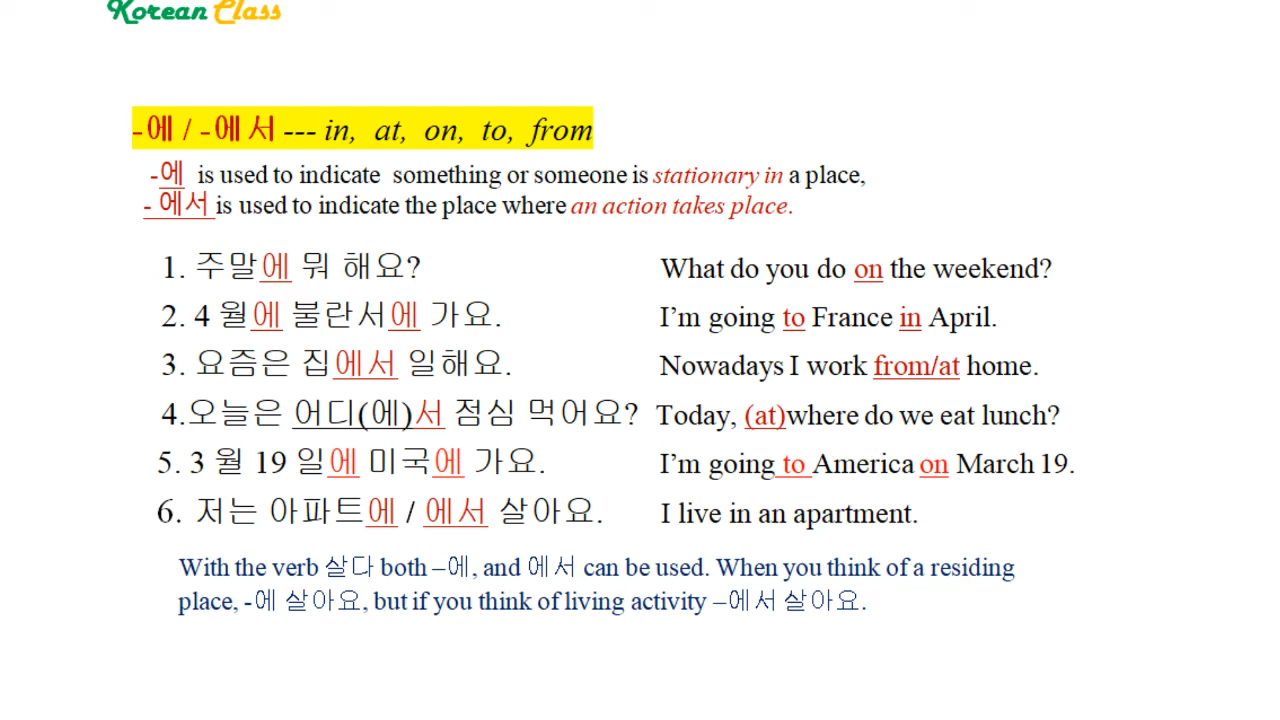 Korean Class
-에 / -에서 --- in, at, on, to, from
-에 is used to indicate something or someone is stationary in a place,
- 에서 is used to indicate the place where an action takes place.
1. 주말에 뭐 해요? What do you do on the weekend?
2. 4 월에 불란서에 가요. I'm going to France in April.
3. 요즘은 집에서 일해요. Nowadays I work from/at home.
4.오늘은 어디(에)서 점심 먹어요? Today, (at)where do we eat lunch?
5. 3 월 19 일에 미국에 가요. I'm going to America on March 19.
6. 저는 아파트에 / 에서 살아요. I live in an apartment.
With the verb 살다 both –에, and 에서 can be used. When you think of a residing
place, -에 살아요, but if you think of living activity –에서 살아요.